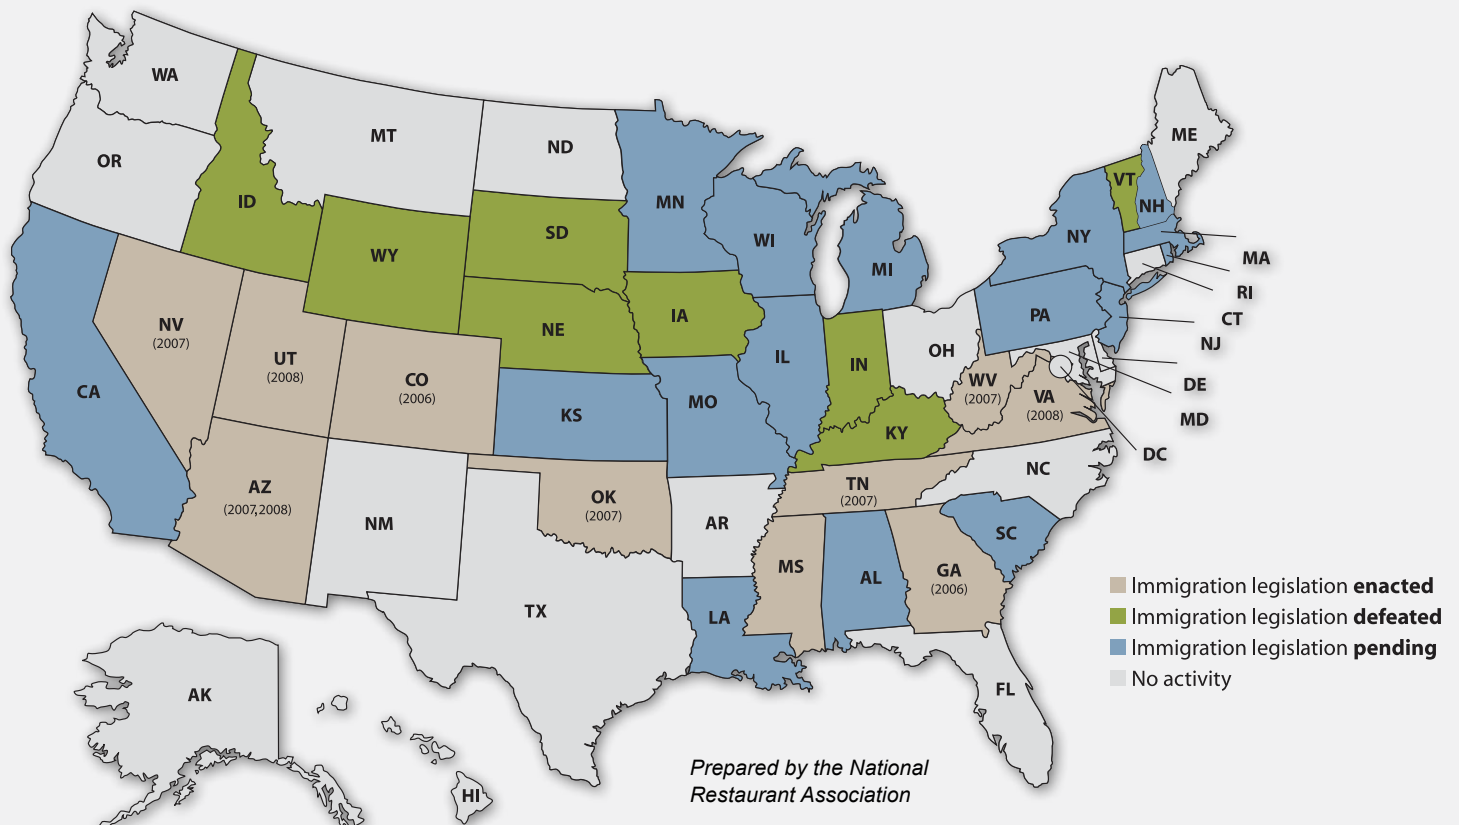 WA
MT
ND
OR
ID
MN
ME
VT
NH
WY
SD
WI
NY
MI
MA
RI
CT
NJ
NV
(2007)
UT
(2008)
CO
(2006)
NE
IA
PA
CA
KS
MO
IL
IN
OH
WV
(2007)
VA
(2008)
DE
MD
DC
KY
AZ
(2007,2008)
NM
OK
(2007)
AR
TN
(2007)
NC
SC
MS
AL
GA
(2006)
TX
LA
FL
AK
HI
Immigration legislation enacted
Immigration legislation defeated
Immigration legislation pending
No activity
Prepared by the National
Restaurant Association